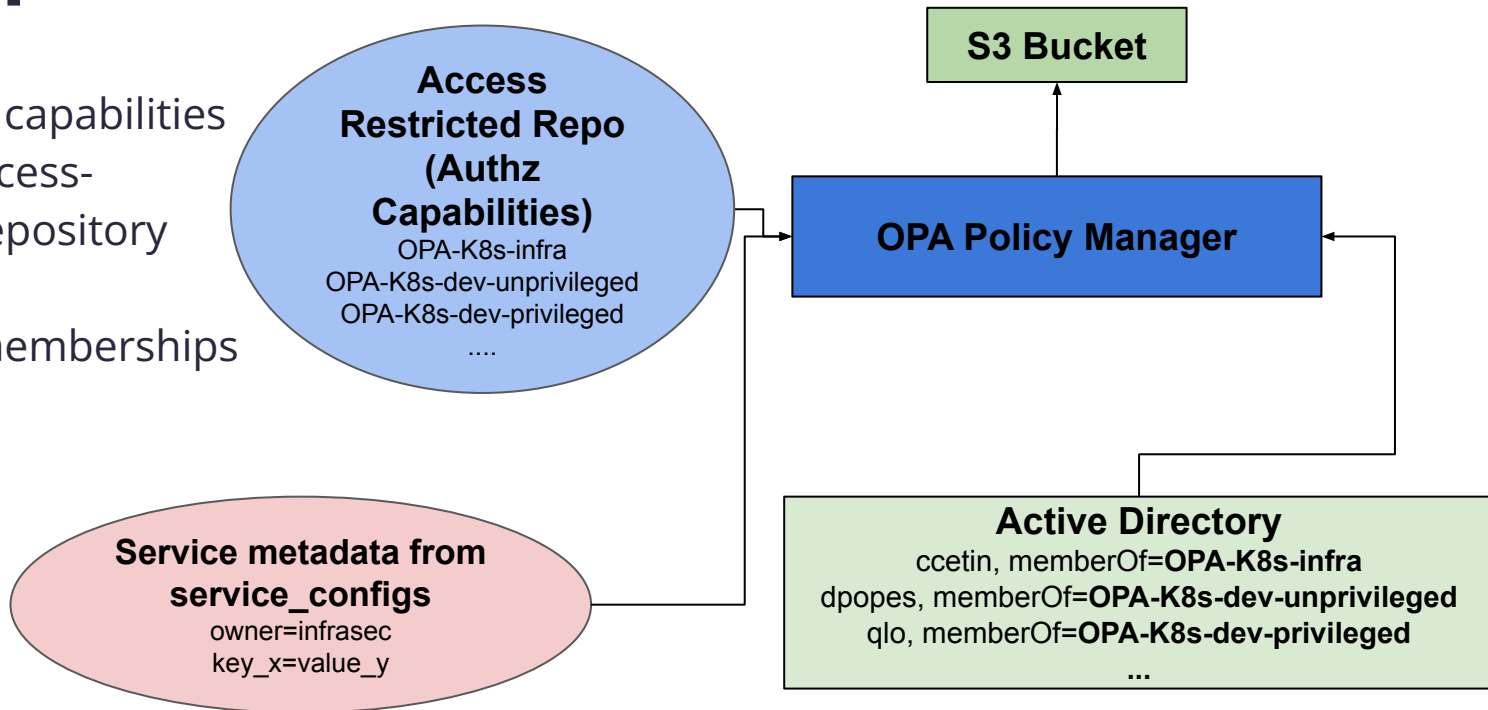 capabilities
cess-
epository
emberships
Access
Restricted Repo
(Authz
Capabilities)
OPA-K8s-infra
OPA-K8s-dev-unprivileged
OPA-K8s-dev-privileged
....
S3 Bucket
OPA Policy Manager
Service metadata from
service_configs
owner=infrasec
key_x=value_y
Active Directory
ccetin, memberOf=OPA-K8s-infra
dpopes, memberOf=OPA-K8s-dev-unprivileged
qlo, memberOf=OPA-K8s-dev-privileged
...